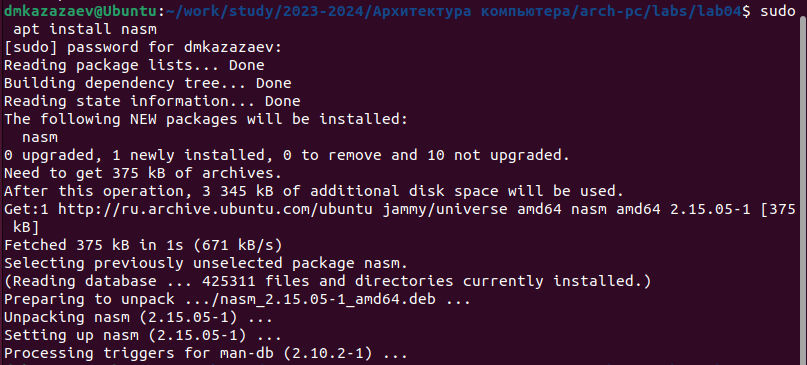 dmkazazaev@Ubuntu:~/work/study/2023-2024/Архитектура компьютера/arch-pc/labs/lab04$ sudo
 apt install nasm
[sudo] password for dmkazazaev:
Reading package lists... Done
Building dependency tree... Done
Reading state information... Done
The following NEW packages will be installed:
  nasm
0 upgraded, 1 newly installed, 0 to remove and 10 not upgraded.
Need to get 375 kB of archives.
After this operation, 3 345 kB of additional disk space will be used.
Get:1 http://ru.archive.ubuntu.com/ubuntu jammy/universe amd64 nasm amd64 2.15.05-1 [375
 kB]
Fetched 375 kB in 1s (671 kB/s)
Selecting previously unselected package nasm.
(Reading database ... 425311 files and directories currently installed.)
Preparing to unpack .../nasm_2.15.05-1_amd64.deb ...
Unpacking nasm (2.15.05-1) ...
Setting up nasm (2.15.05-1) ...
Processing triggers for man-db (2.10.2-1) ...